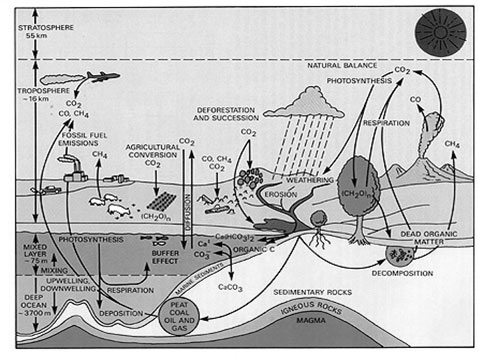 STRATOSPHERE
55 km
TROPOSPHERE
~ 16 km
NATURAL BALANCE
PHOTOSYNTHESIS
CO2
CO2
CO, CH4
FOSSIL FUEL
EMISSIONS
CH4
AGRICULTURAL
CONVERSION
CO2
CO2
(CH2O)n
DEFORESTATION
AND SUCCESSION
CO2
CO, CH4
CO2
RESPIRATION
CO
CH4
WEATHERING
EROSION
(CH2O)n
DIFFUSION
MIXED
LAYER
~ 75 m
PHOTOSYNTHESIS
MIXING
BUFFER
EFFECT
Ca(HCO3)2
Ca
CO3
ORGANIC C
CaCO3
DEAD ORGANIC
MATTER
DECOMPOSITION
UPWELLING,
DOWNWELLING
RESPIRATION
MARINE SEDIMENTS
DEEP
OCEAN
~ 3700 m
DEPOSITION
PEAT
COAL
OIL AND
GAS
SEDIMENTARY ROCKS
IGNEOUS ROCKS
MAGMA